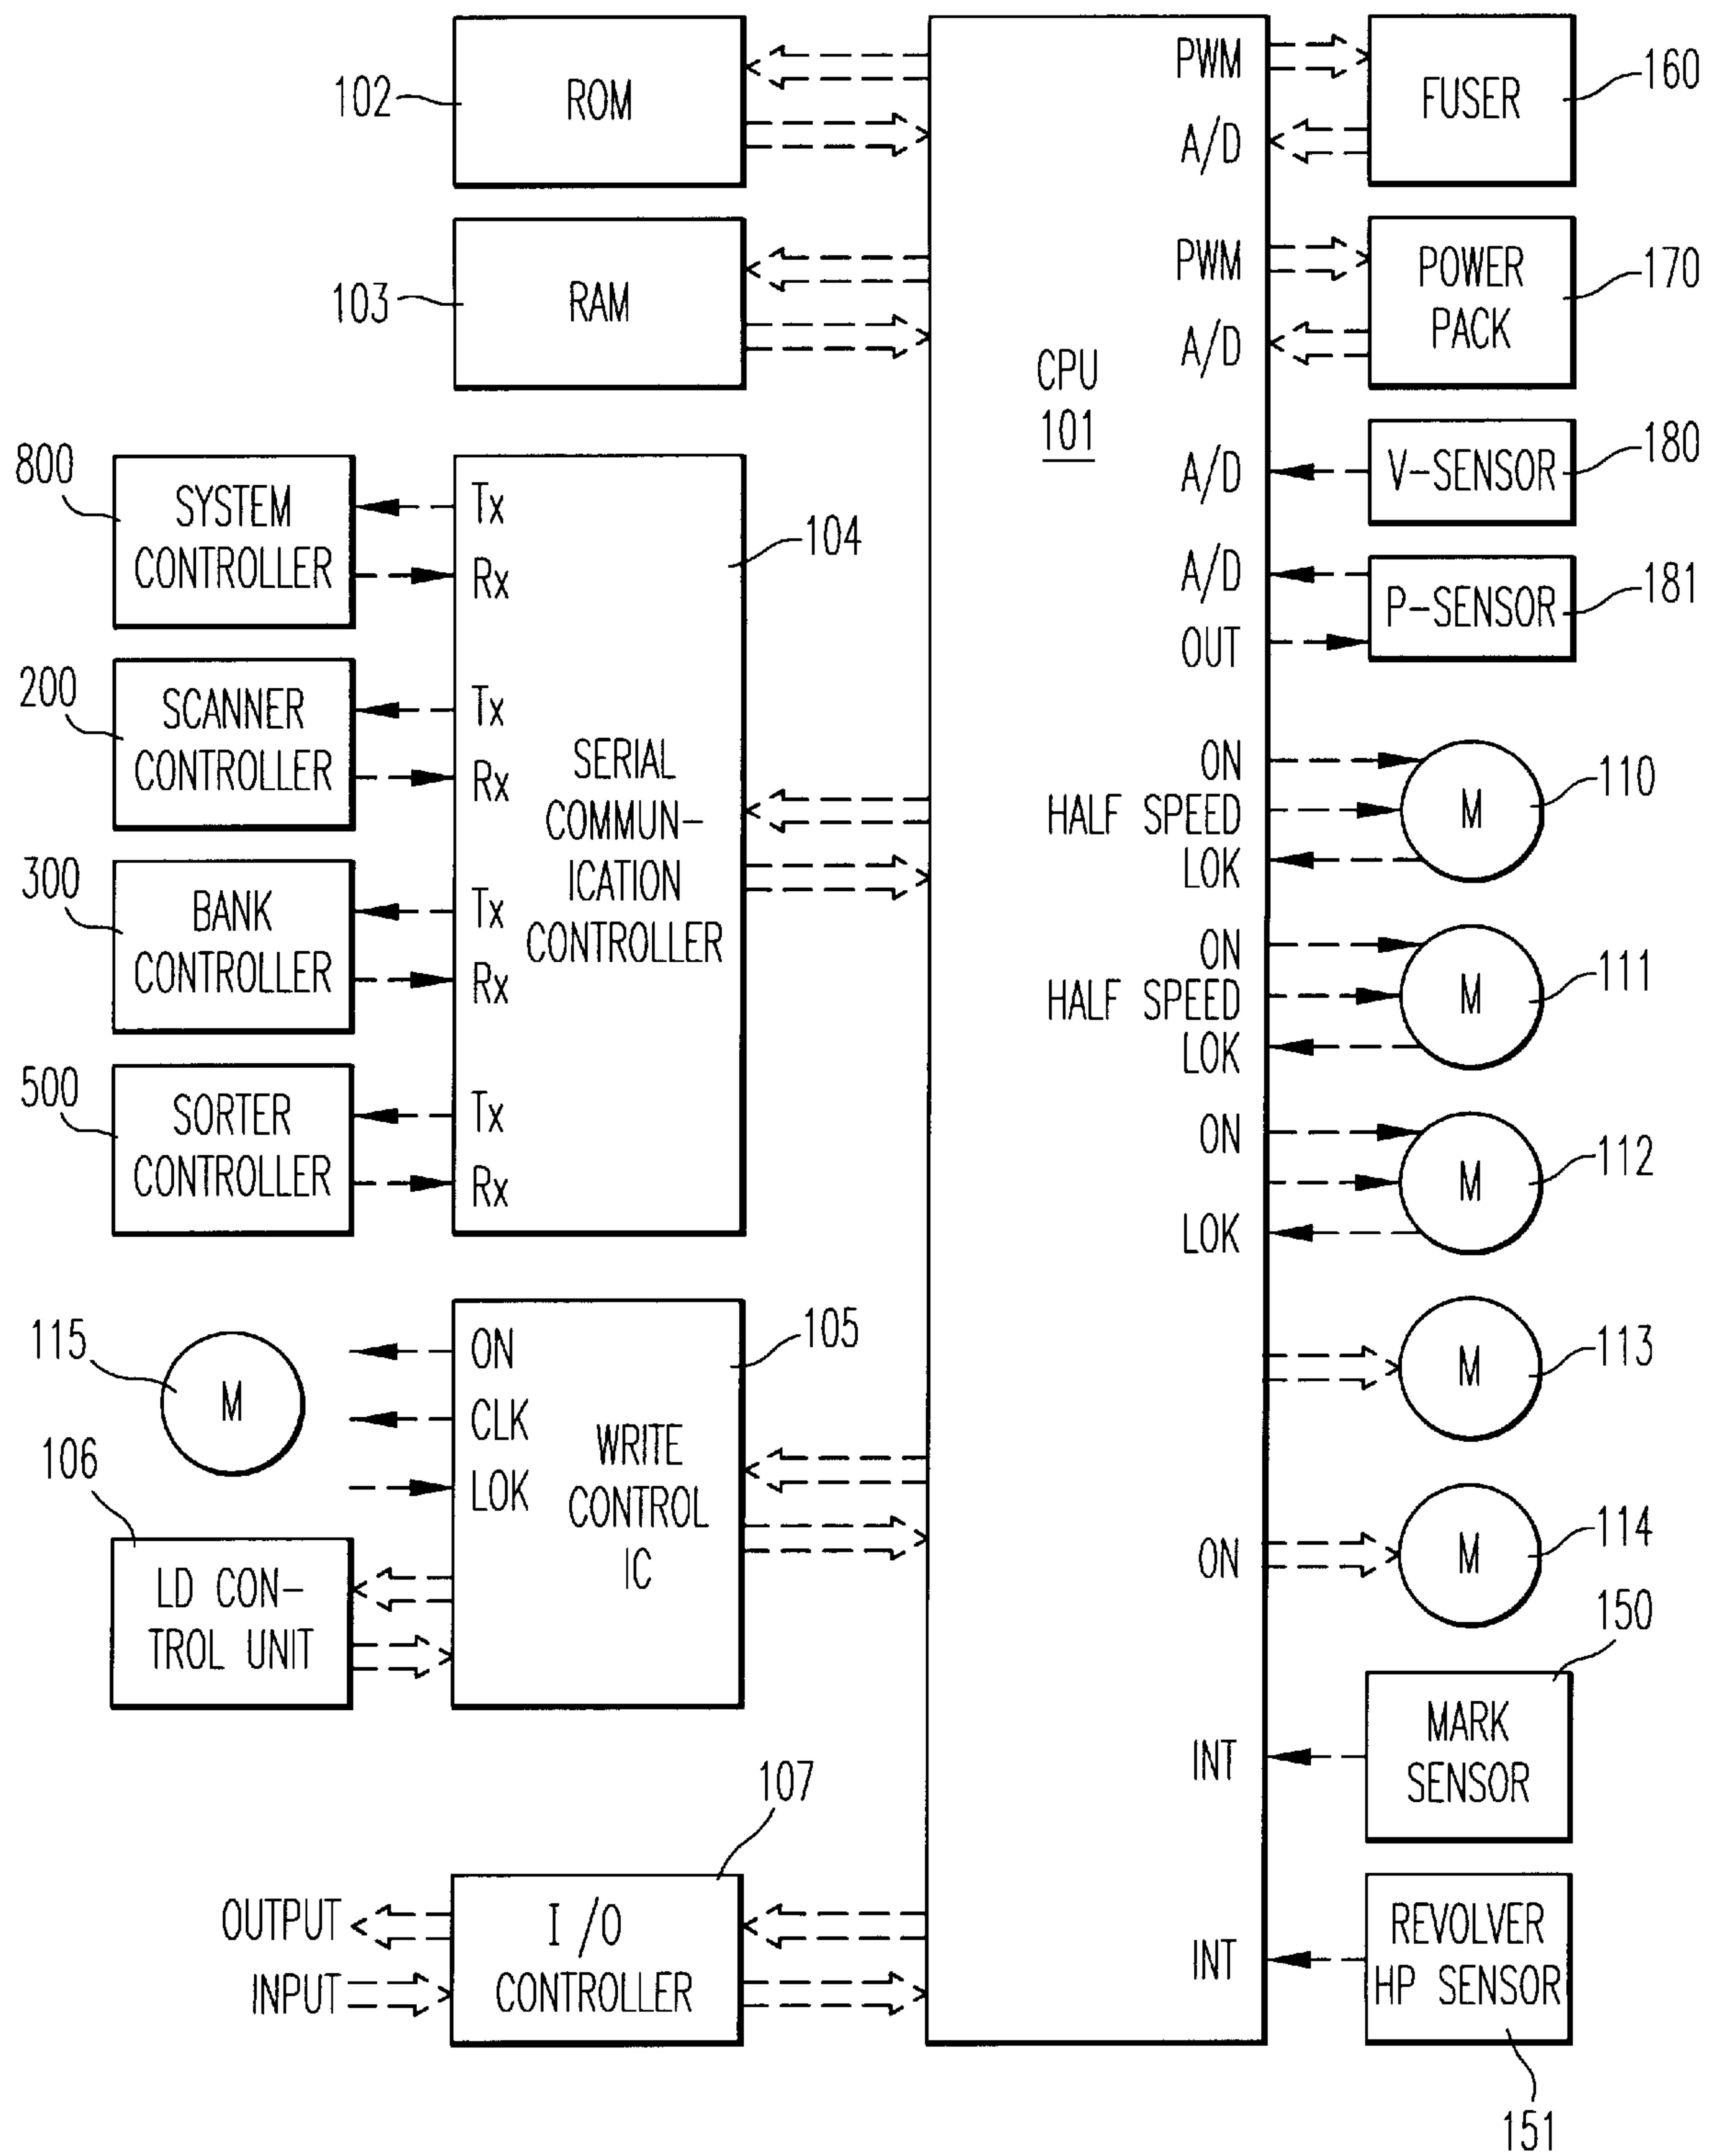 102
ROM
103
RAM
800
SYSTEM
CONTROLLER
200
SCANNER
CONTROLLER
300
BANK
CONTROLLER
500
SORTER
CONTROLLER
Tx
Rx
Tx
Rx
Tx
Rx
Tx
Rx
104
SERIAL
COMMUN-
ICATION
CONTROLLER
115
M
106
LD CON-
TROL UNIT
ON
CLK
LOK
105
WRITE
CONTROL
IC
107
OUTPUT
INPUT
I/O
CONTROLLER
CPU
101
PWM
A/D
FUSER
160
PWM
A/D
POWER
PACK
170
A/D
V-SENSOR
180
A/D
OUT
P-SENSOR
181
ON
HALF SPEED
LOK
M
110
ON
HALF SPEED
LOK
M
111
ON
LOK
M
112
M
113
ON
M
114
150
INT
MARK
SENSOR
INT
REVOLVER
HP SENSOR
151